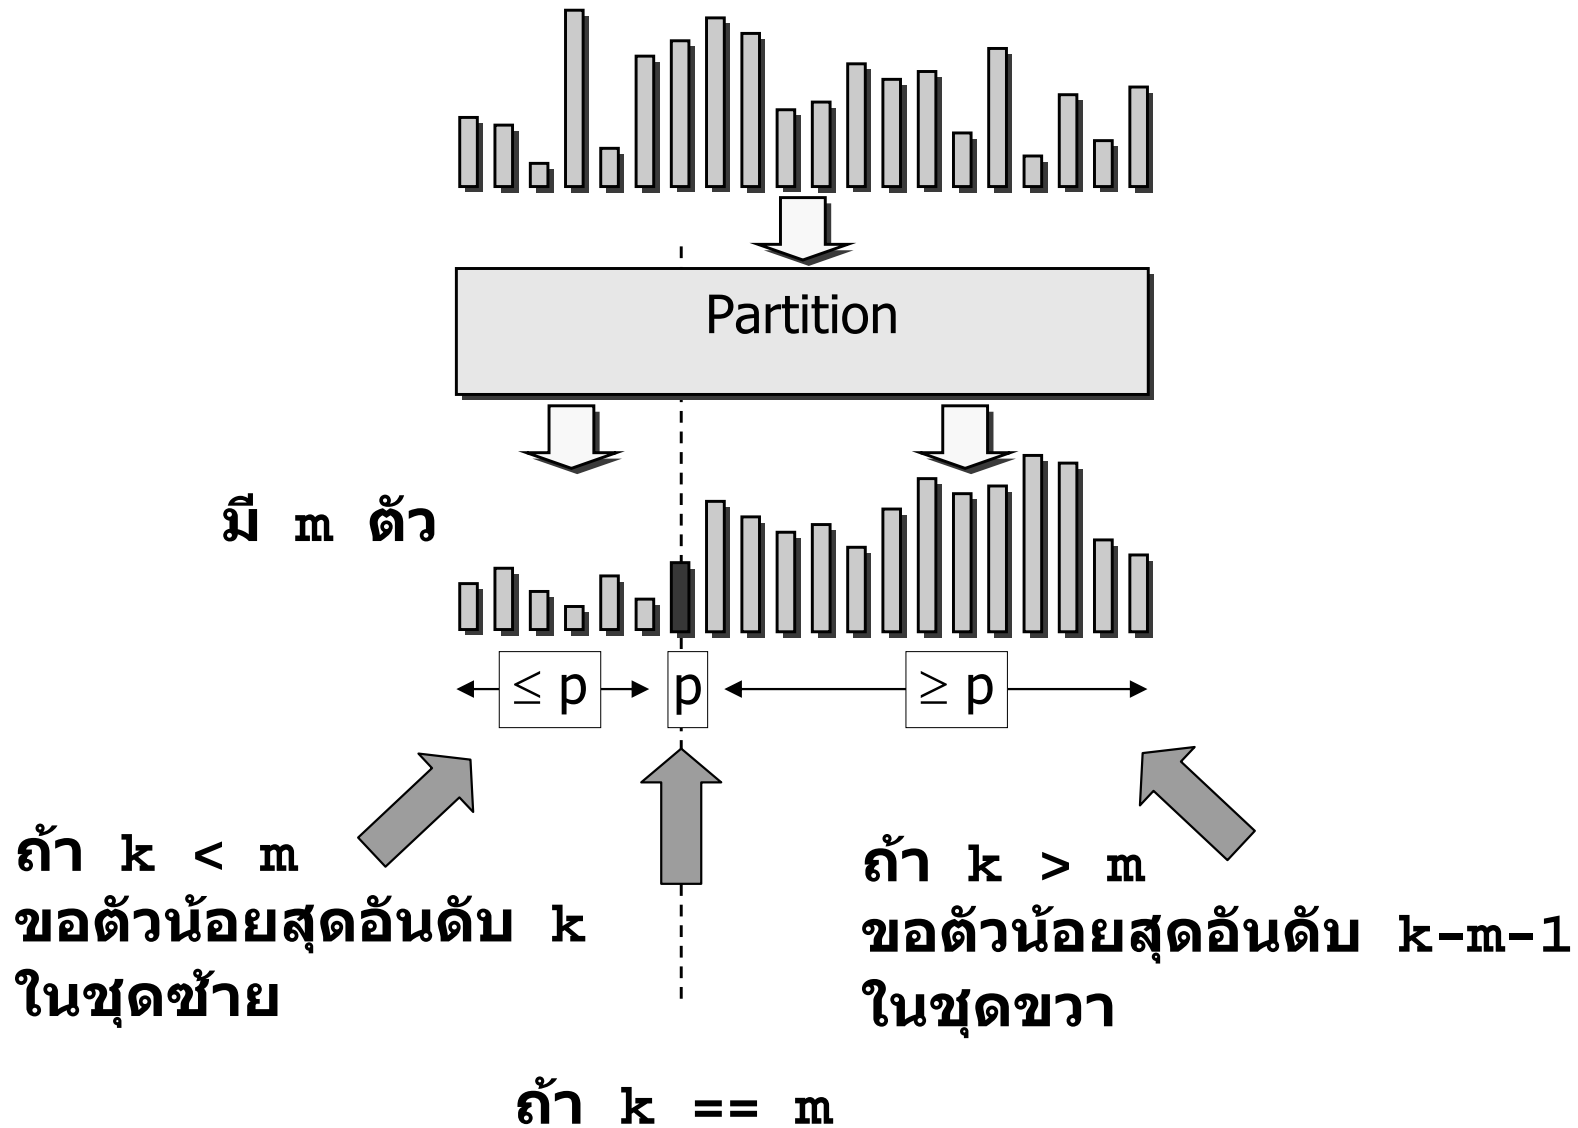 Partition
มี m ตัว
≤ p
p
≥ p
ถ้า k < m
ขอตัวน้อยสุดอันดับ k
ในชุดซ้าย
ถ้า k > m
ขอตัวน้อยสุดอันดับ k-m-1
ในชุดขวา
ถ้า k == m